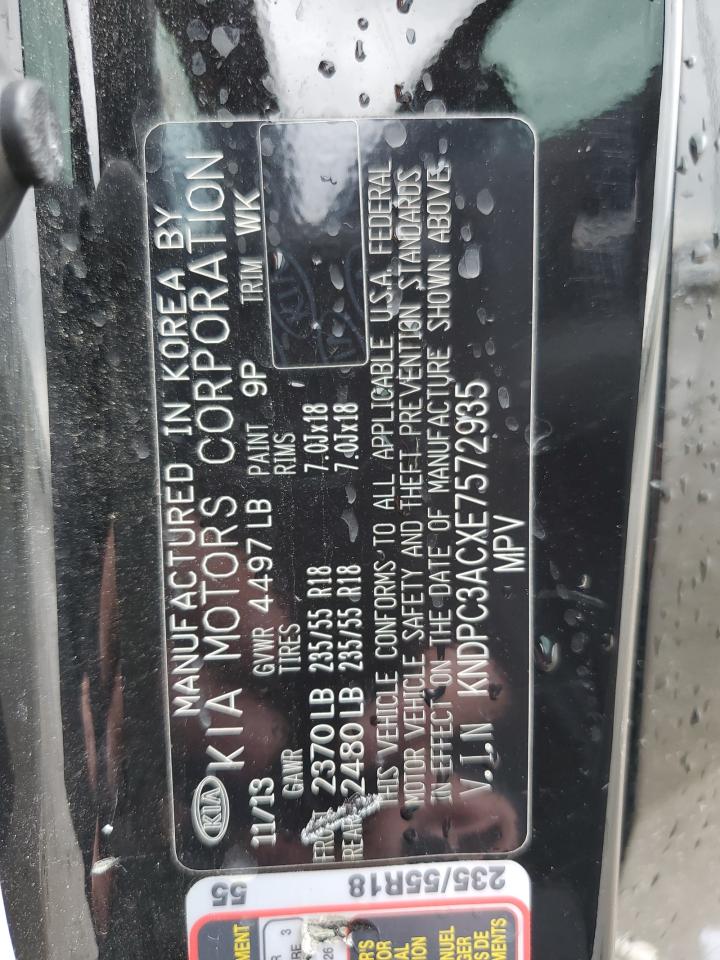 MANUFACTURED IN KOREA BY
KIA KIA MOTORS CORPORATION
11/13 GVWR 4497 LB PAINT 9P TRIM WK
GAWR TIRES RIMS
FRONT 2370 LB 235/55 R18 7.0Jx18
REAR 2480 LB 235/55 R18 7.0Jx18
THIS VEHICLE CONFORMS TO ALL APPLICABLE U.S.A. FEDERAL
MOTOR VEHICLE SAFETY AND THEFT PREVENTION STANDARDS
IN EFFECT ON THE DATE OF MANUFACTURE SHOWN ABOVE.
V.I.N KNDPC3ACXE7572935
MPV
KIA
55
235/55R18